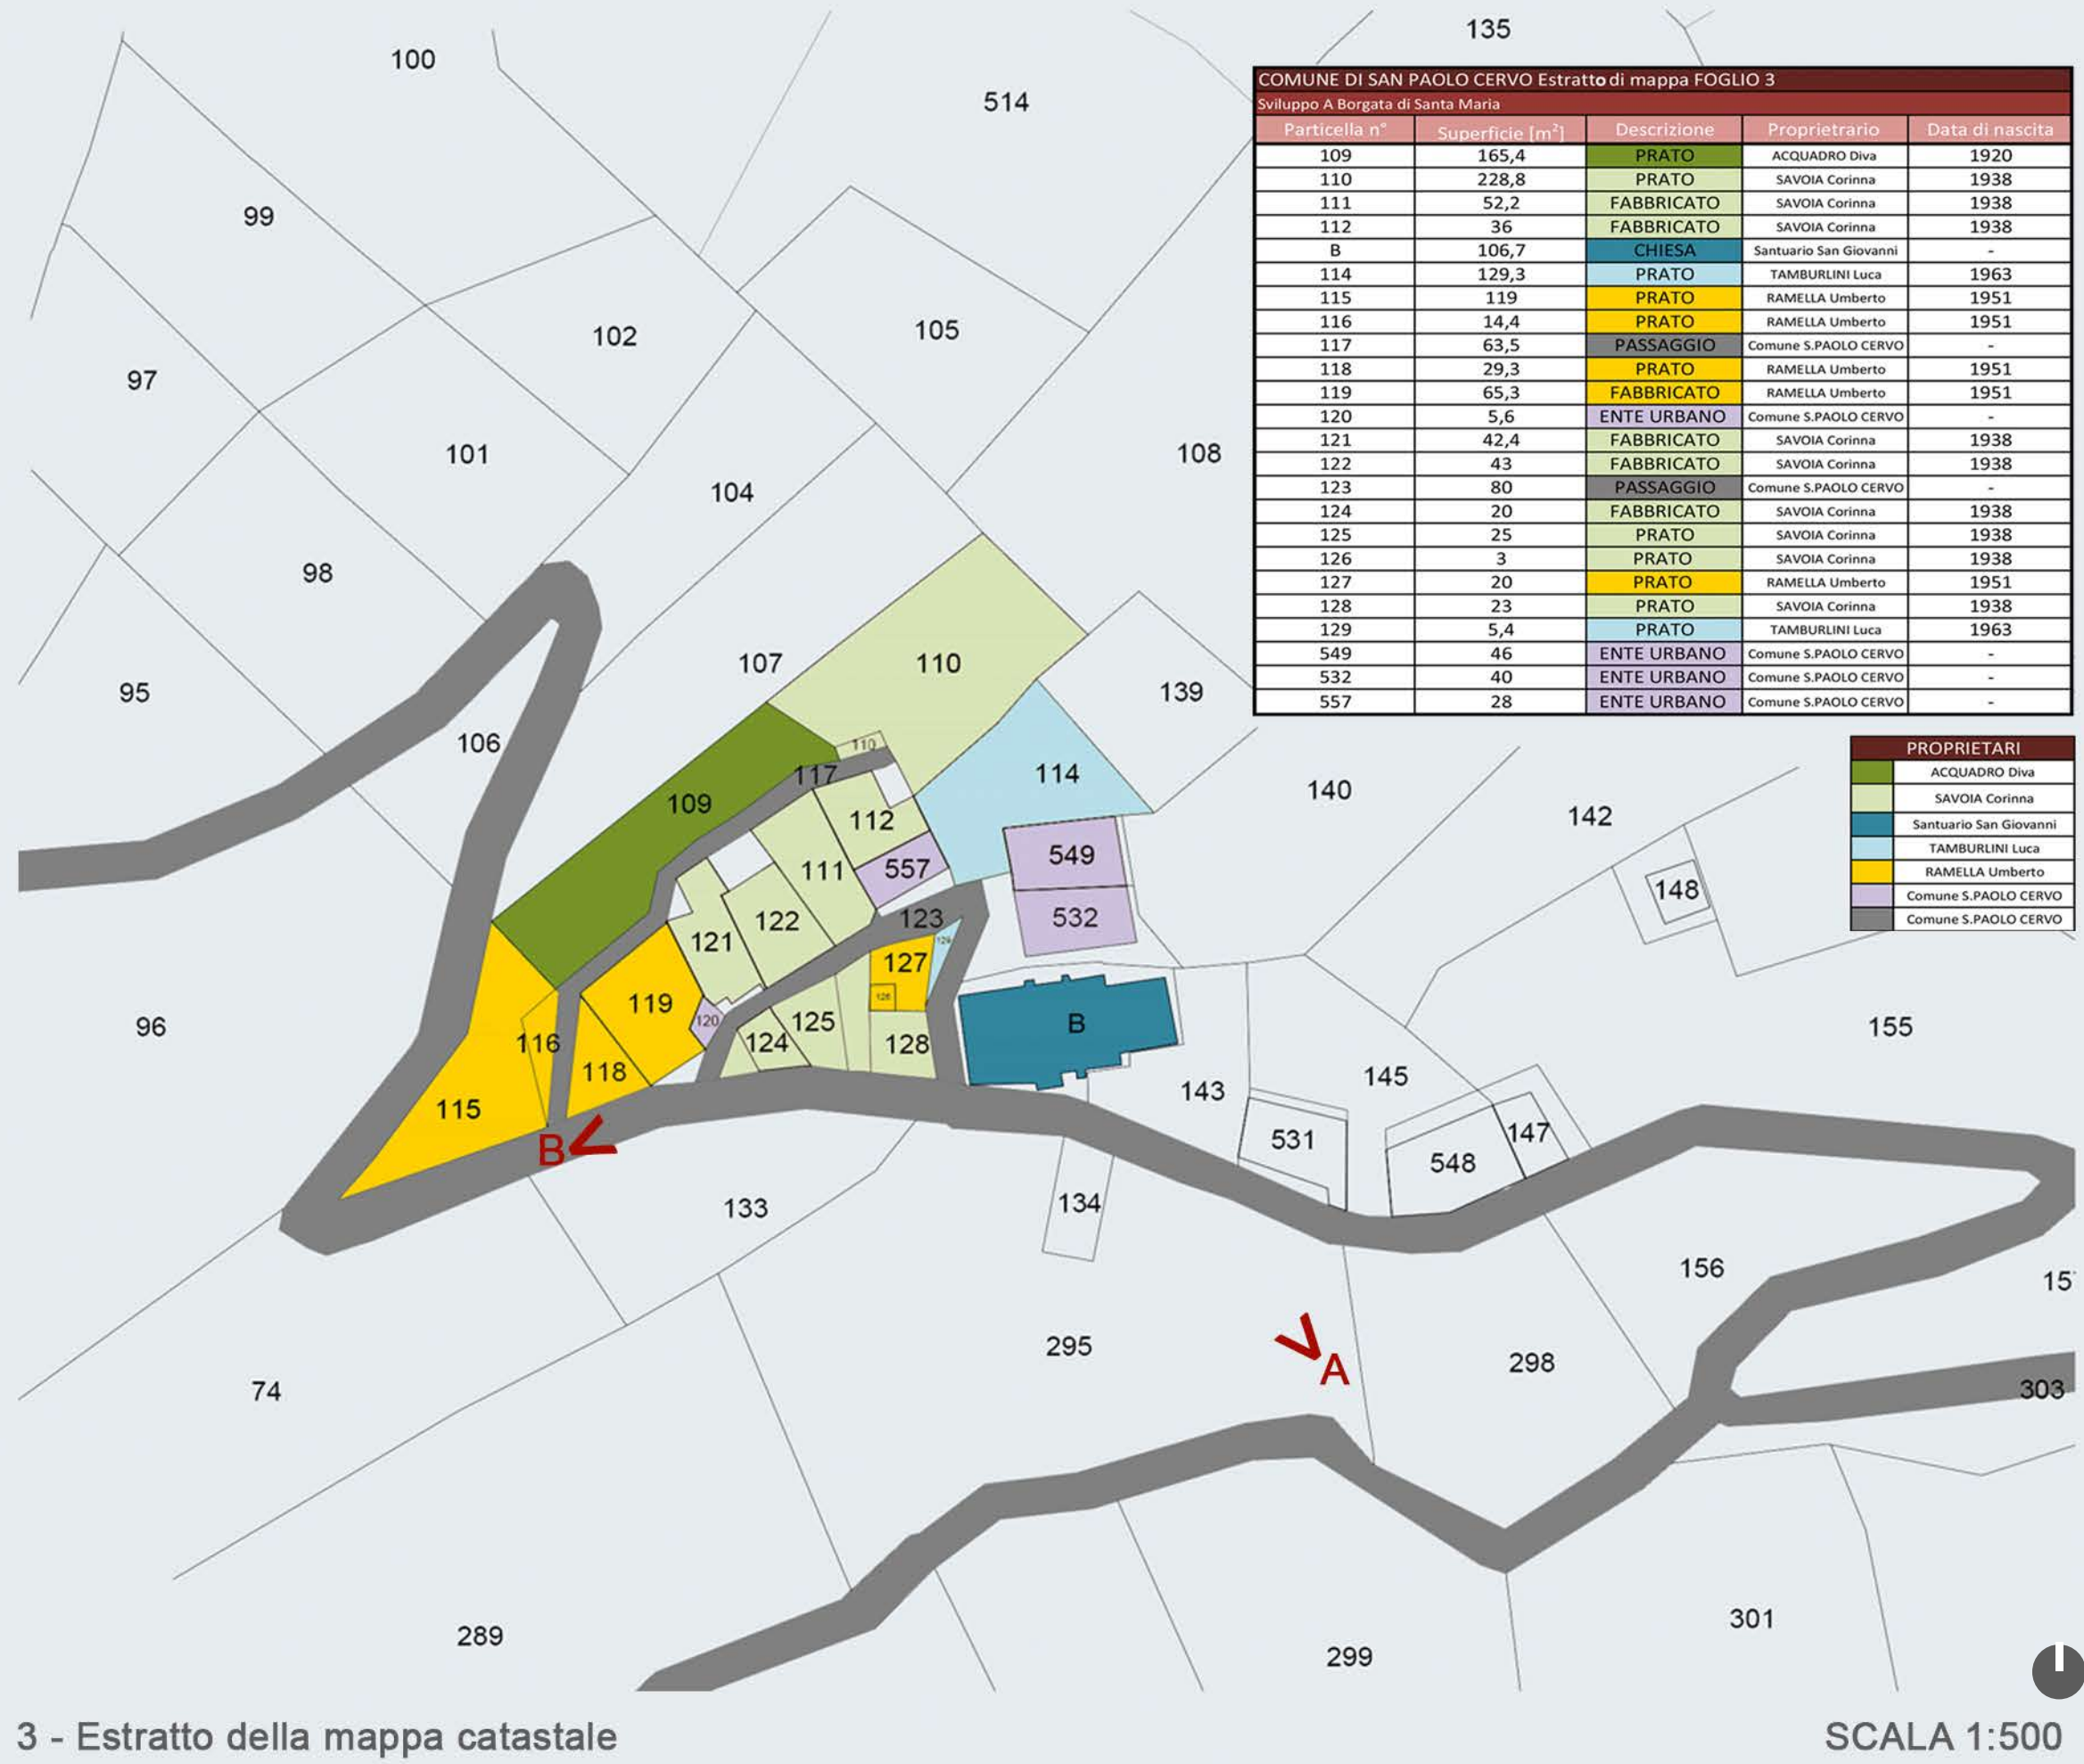 135
100
514
COMUNE DI SAN PAOLO CERVO Estratto di mappa FOGLIO 3
Sviluppo A Borgata di Santa Maria
Particella n° Superficie [m²] Descrizione Proprietrario Data di nascita
109 165,4 PRATO ACQUADRO Diva 1920
110 228,8 PRATO SAVOIA Corinna 1938
111 52,2 FABBRICATO SAVOIA Corinna 1938
112 36 FABBRICATO SAVOIA Corinna 1938
B 106,7 CHIESA Santuario San Giovanni -
114 129,3 PRATO TAMBURLINI Luca 1963
115 119 PRATO RAMELLA Umberto 1951
116 14,4 PRATO RAMELLA Umberto 1951
117 63,5 PASSAGGIO Comune S.PAOLO CERVO -
118 29,3 PRATO RAMELLA Umberto 1951
119 65,3 FABBRICATO RAMELLA Umberto 1951
120 5,6 ENTE URBANO Comune S.PAOLO CERVO -
121 42,4 FABBRICATO SAVOIA Corinna 1938
122 43 FABBRICATO SAVOIA Corinna 1938
123 80 PASSAGGIO Comune S.PAOLO CERVO -
124 20 FABBRICATO SAVOIA Corinna 1938
125 25 PRATO SAVOIA Corinna 1938
126 3 PRATO SAVOIA Corinna 1938
127 20 PRATO RAMELLA Umberto 1951
128 23 PRATO SAVOIA Corinna 1938
129 5,4 PRATO TAMBURLINI Luca 1963
549 46 ENTE URBANO Comune S.PAOLO CERVO -
532 40 ENTE URBANO Comune S.PAOLO CERVO -
557 28 ENTE URBANO Comune S.PAOLO CERVO -
PROPRIETARI
ACQUADRO Diva
SAVOIA Corinna
Santuario San Giovanni
TAMBURLINI Luca
RAMELLA Umberto
Comune S.PAOLO CERVO
Comune S.PAOLO CERVO
99
102
105
97
101
108
104
98
107
110
139
95
106
110
117
114
140
109
142
112
549
557
111
148
532
123
122
121
129
127
126
119
96
120
125
B
155
116
124
128
118
145
143
115
147
531
B
548
134
133
156
15
295
A
298
74
303
301
289
299
3 - Estratto della mappa catastale
SCALA 1:500